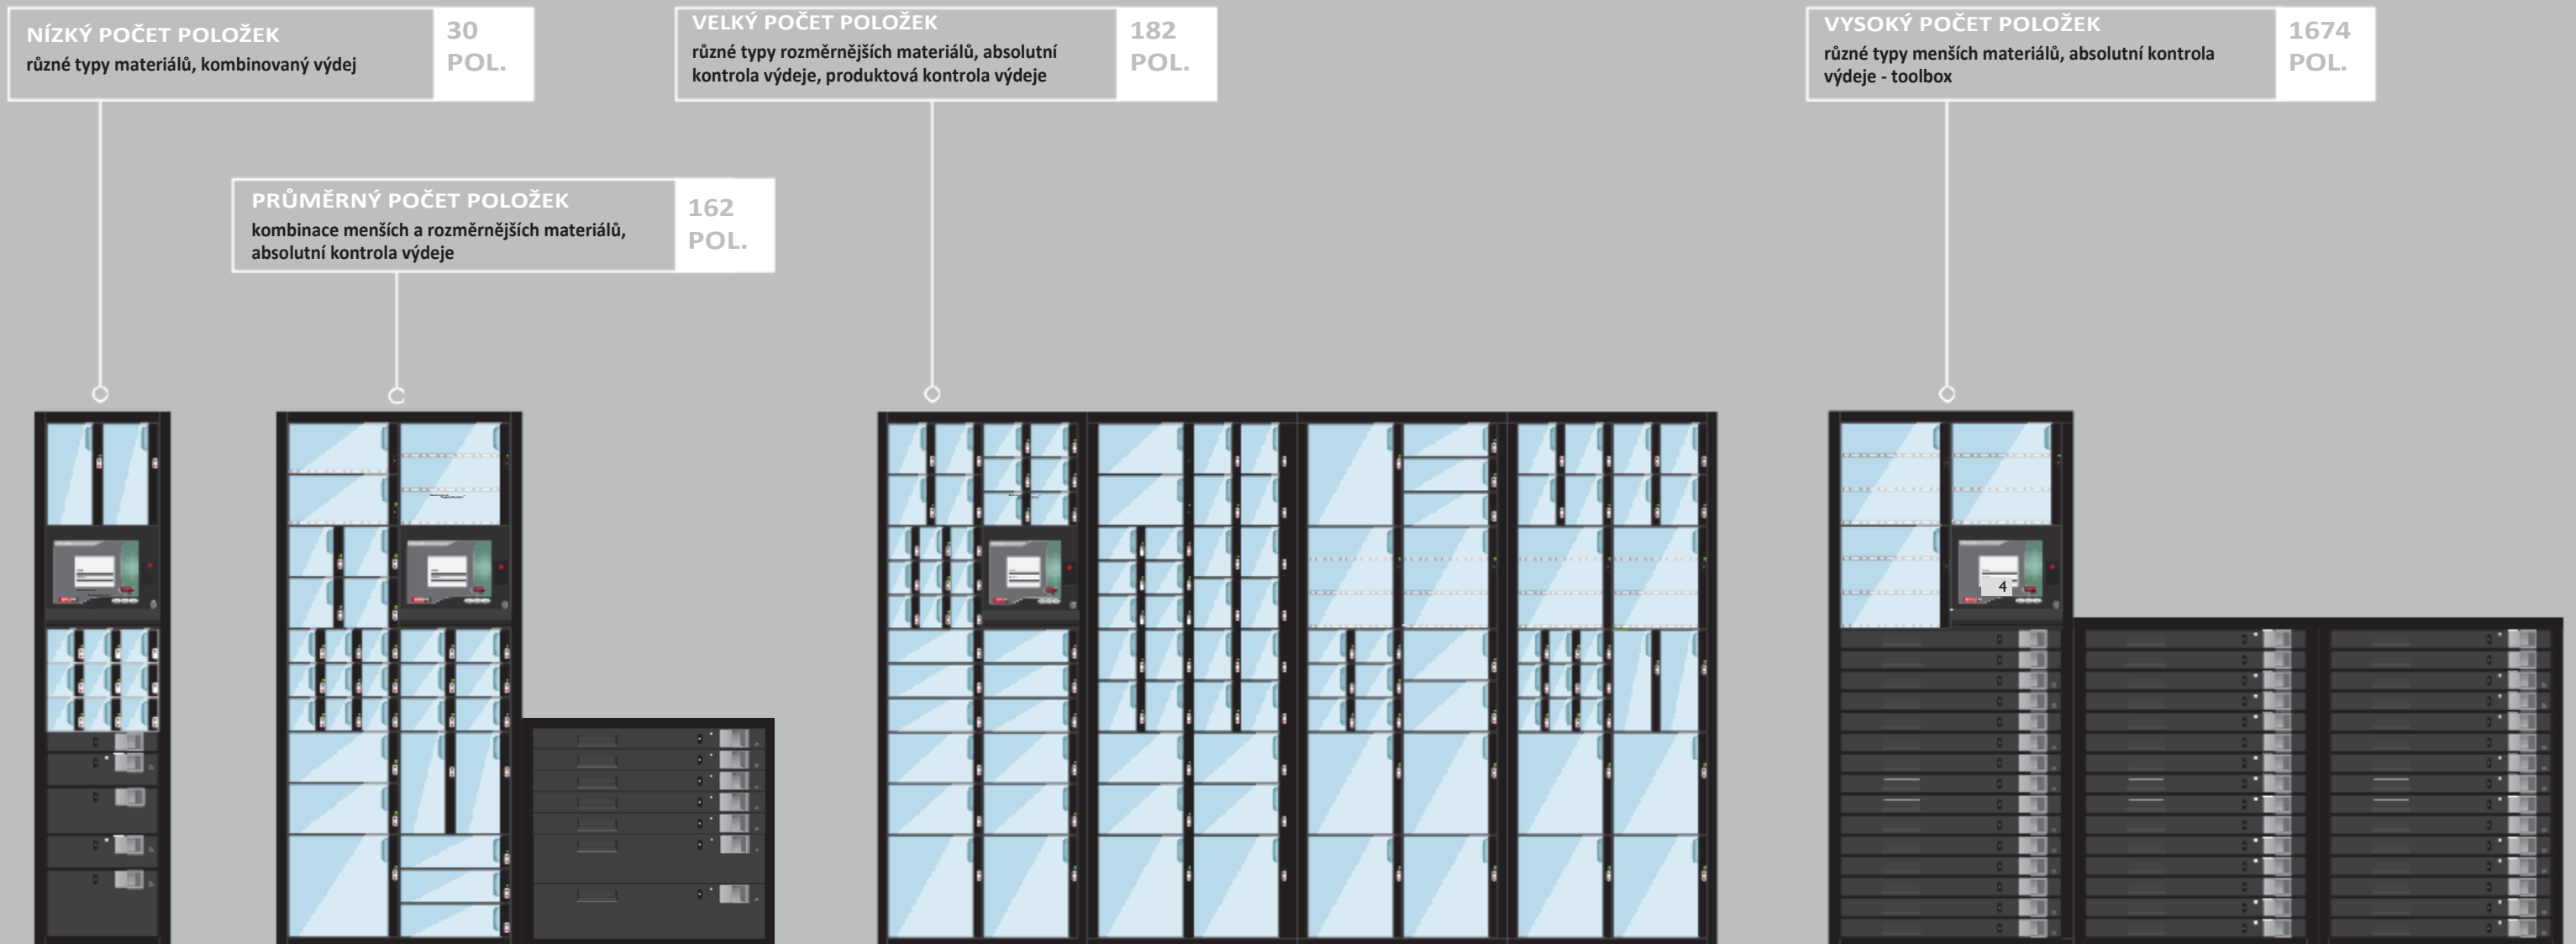 NÍZKÝ POČET POLOŽEK
různé typy materiálů, kombinovaný výdej
30
POL.
VELKÝ POČET POLOŽEK
různé typy rozměrnějších materiálů, absolutní
kontrola výdeje, produktová kontrola výdeje
182
POL.
VYSOKÝ POČET POLOŽEK
různé typy menších materiálů, absolutní kontrola
výdeje - toolbox
1674
POL.
PRŮMĚRNÝ POČET POLOŽEK
kombinace menších a rozměrnějších materiálů,
absolutní kontrola výdeje
162
POL.
4